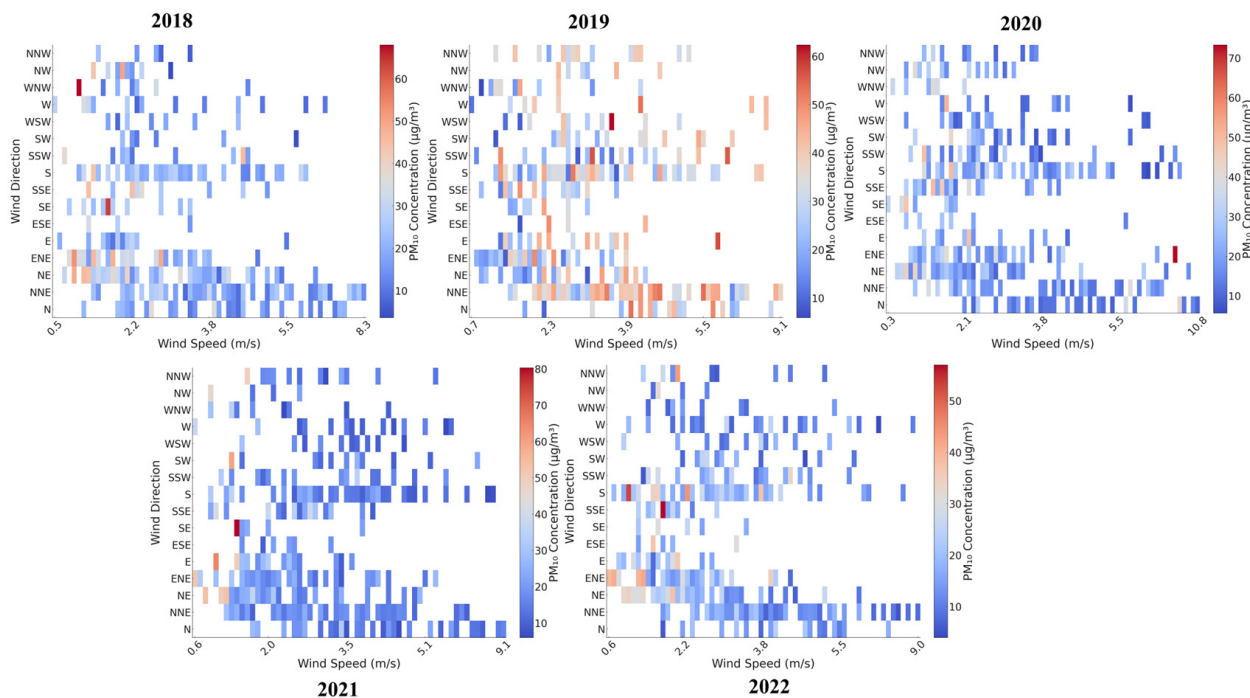 2018
NNW
NW
WNW
W
WSW
SW
SSW
S
SSE
SE
ESE
E
ENE
NE
NNE
N
Wind Direction
0.5 2.2 3.8 5.5 8.3
Wind Speed (m/s)
60
50
40
30
20
10
PM₁₀ Concentration (µg/m³)
2019
NNW
NW
WNW
W
WSW
SW
SSW
S
SSE
SE
ESE
E
ENE
NE
NNE
N
Wind Direction
0.7 2.3 3.9 5.5 9.1
Wind Speed (m/s)
60
50
40
30
20
10
PM₁₀ Concentration (µg/m³)
2020
NNW
NW
WNW
W
WSW
SW
SSW
S
SSE
SE
ESE
E
ENE
NE
NNE
N
Wind Direction
0.3 2.1 3.8 5.5 10.8
Wind Speed (m/s)
70
60
50
40
30
20
10
PM₁₀ Concentration (µg/m³)
NNW
NW
WNW
W
WSW
SW
SSW
S
SSE
SE
ESE
E
ENE
NE
NNE
N
Wind Direction
0.6 2.0 3.5 5.1 9.1
Wind Speed (m/s)
80
70
60
50
40
30
20
10
PM₁₀ Concentration (µg/m³)
2021
NNW
NW
WNW
W
WSW
SW
SSW
S
SSE
SE
ESE
E
ENE
NE
NNE
N
Wind Direction
0.6 2.2 3.8 5.5 9.0
Wind Speed (m/s)
50
40
30
20
10
PM₁₀ Concentration (µg/m³)
2022